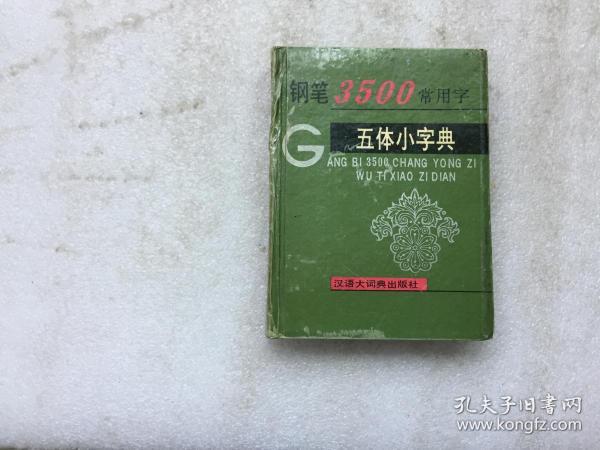 钢笔3500常用字
五体小字典
GANG BI 3500 CHANG YONG ZI
WU TI XIAO ZI DIAN
汉语大词典出版社
孔夫子旧书网
www.kongfz.com